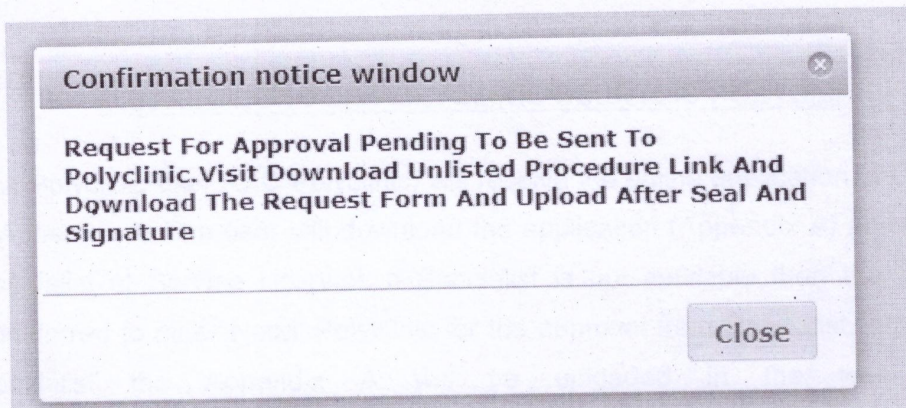 Confirmation notice window
Request For Approval Pending To Be Sent To
Polyclinic.Visit Download Unlisted Procedure Link And
Download The Request Form And Upload After Seal And
Signature
Close